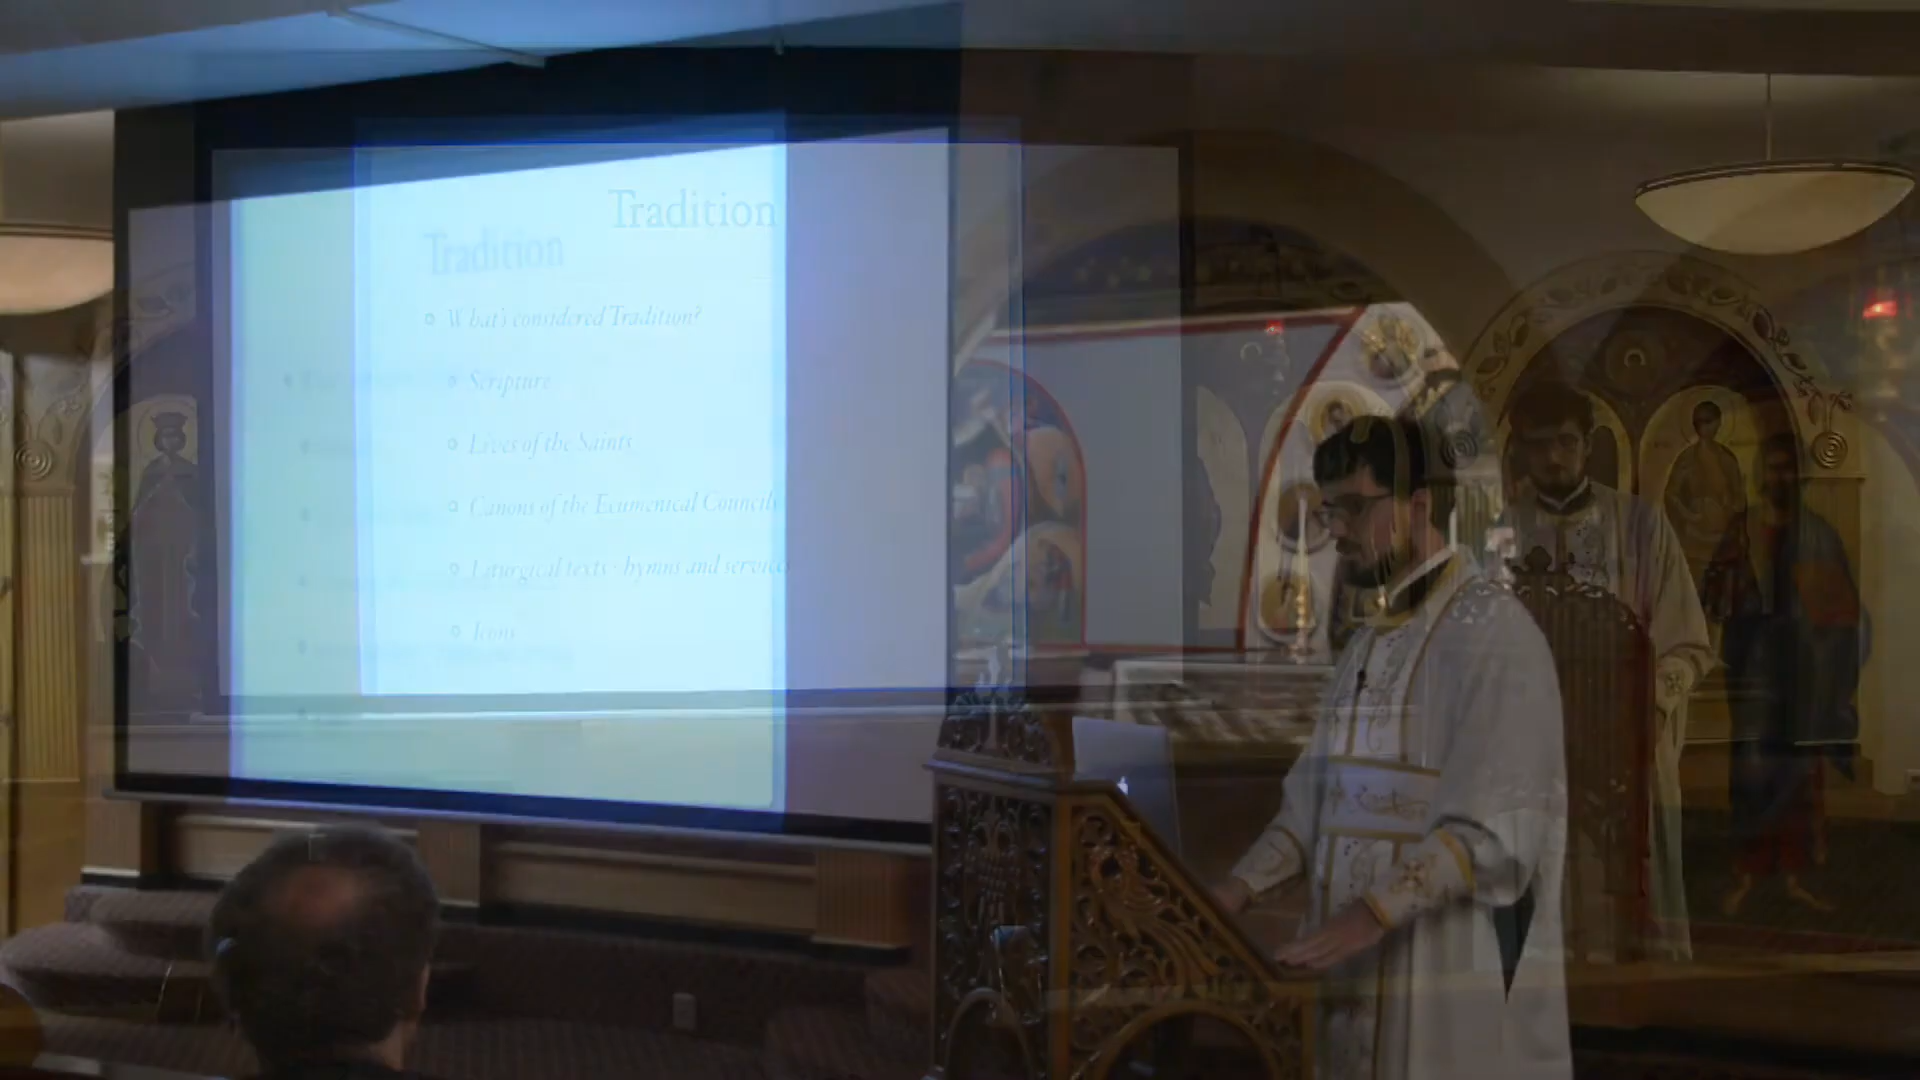 Tradition
Tradition
What's considered Tradition?
Scripture
Lives of the Saints
Canons of the Ecumenical Councils
Liturgical texts - hymns and services
Icons